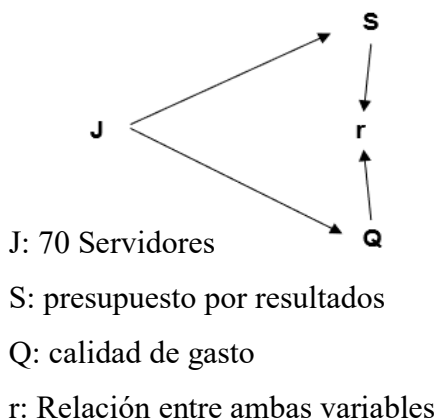 S
J
r
Q
J: 70 Servidores
S: presupuesto por resultados
Q: calidad de gasto
r: Relación entre ambas variables